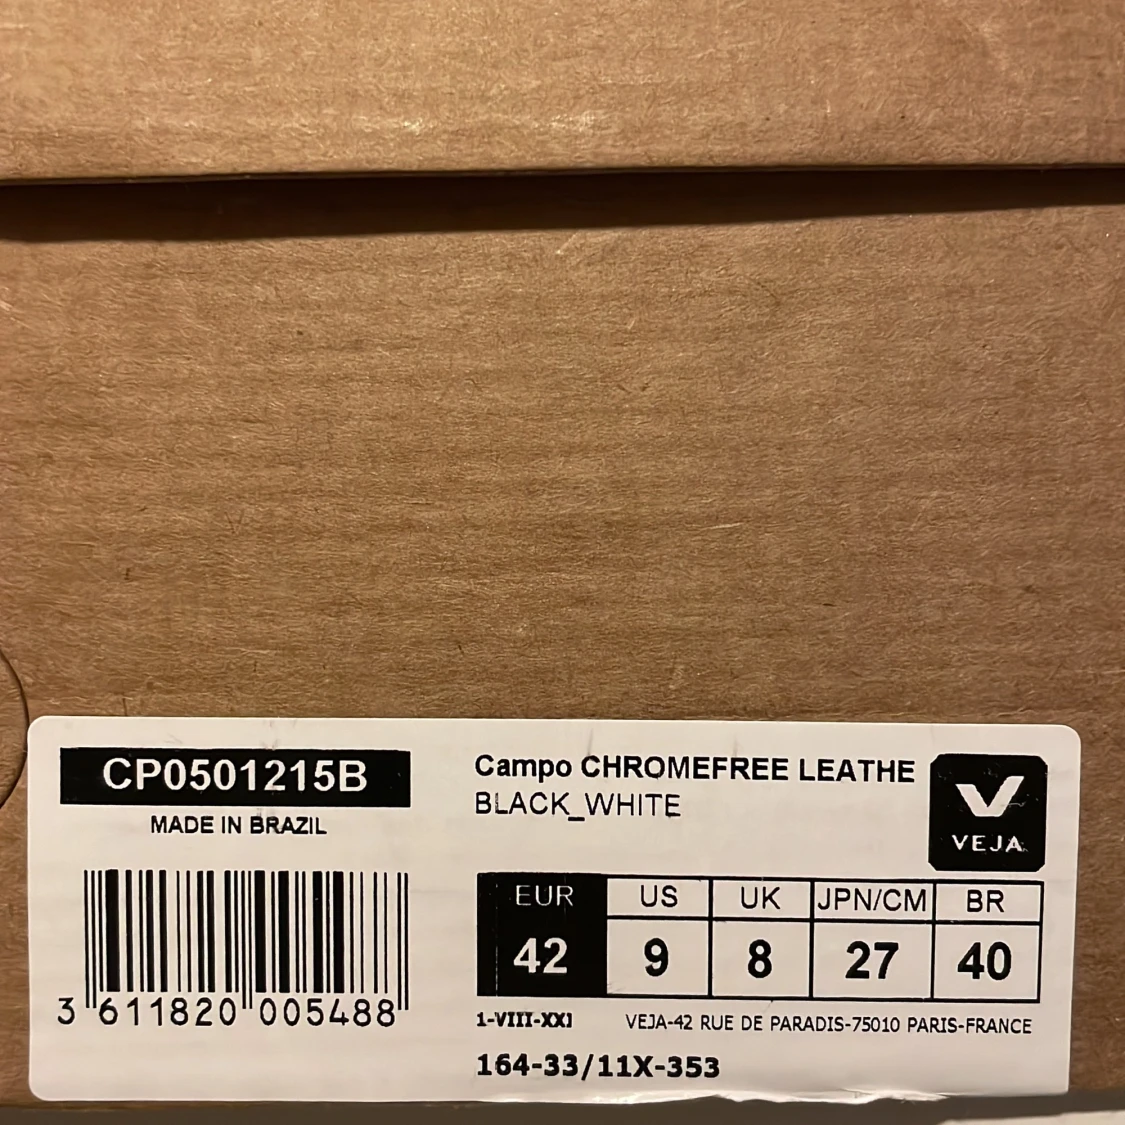 CP0501215B
MADE IN BRAZIL
3 611820 005488
Campo CHROMEFREE LEATHE
BLACK_WHITE
VEJA
EUR US UK JPN/CM BR
42 9 8 27 40
1-VIII-XXI
VEJA-42 RUE DE PARADIS-75010 PARIS-FRANCE
164-33/11X-353